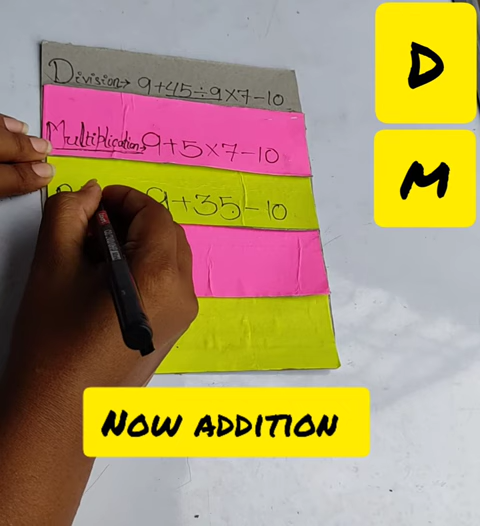 D
Division→ 9+45÷9×7-10
M
Multiplication→9+5×7-10
9+35-10
NOW ADDITION